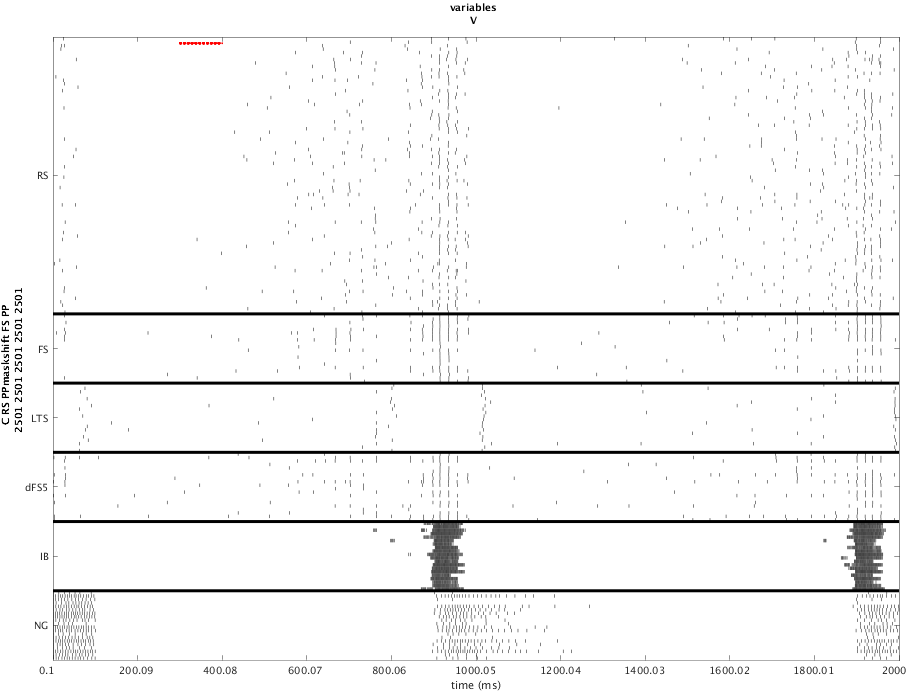 variables
V
C RS PPmaskshift FS PP
2501 2501 2501 2501 2501
RS
FS
LTS
dFS5
IB
NG
0.1 200.09 400.08 600.07 800.06 1000.05 1200.04 1400.03 1600.02 1800.01 2000
time (ms)